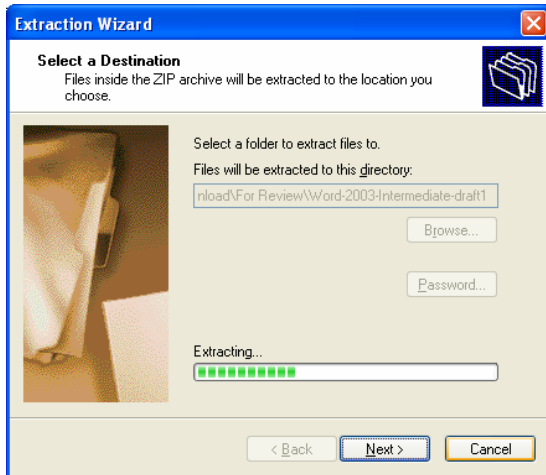 Extraction Wizard
Select a Destination
Files inside the ZIP archive will be extracted to the location you
choose.
Select a folder to extract files to.
Files will be extracted to this directory:
nload\For Review\Word-2003-Intermediate-draft1
Browse...
Password...
Extracting...
< Back
Next >
Cancel